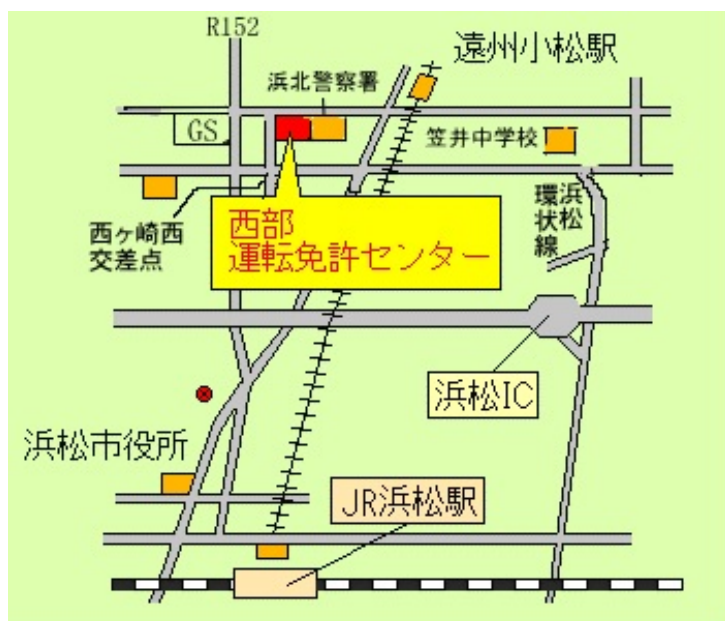 R152
遠州小松駅
浜北警察署
GS
笠井中学校
西部
運転免許センター
西ヶ崎西
交差点
浜松
環状線
浜松IC
浜松市役所
JR浜松駅